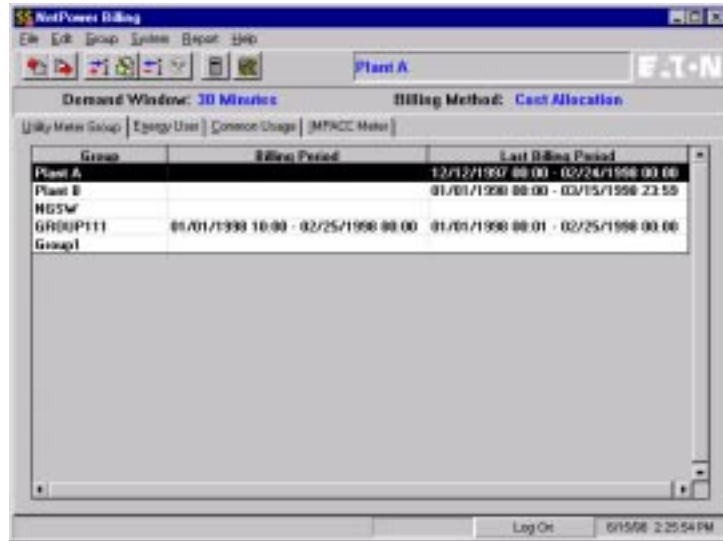 NetPower Billing
File Edit Group System Report Help
Plant A
EATON
Demand Window: 30 Minutes Billing Method: Cost Allocation
Utility Meter Group Energy User Common Usage IMPACC Meter
Group Billing Period Last Billing Period
Plant A 12/12/1997 00:00 - 02/24/1998 00:00
Plant B 01/01/1998 00:00 - 03/15/1998 23:59
NGSW
GROUP111 01/01/1998 10:00 - 02/25/1998 00:00 01/01/1998 00:01 - 02/25/1998 00:00
Group1
Log On 6/15/98 2:25:54 PM